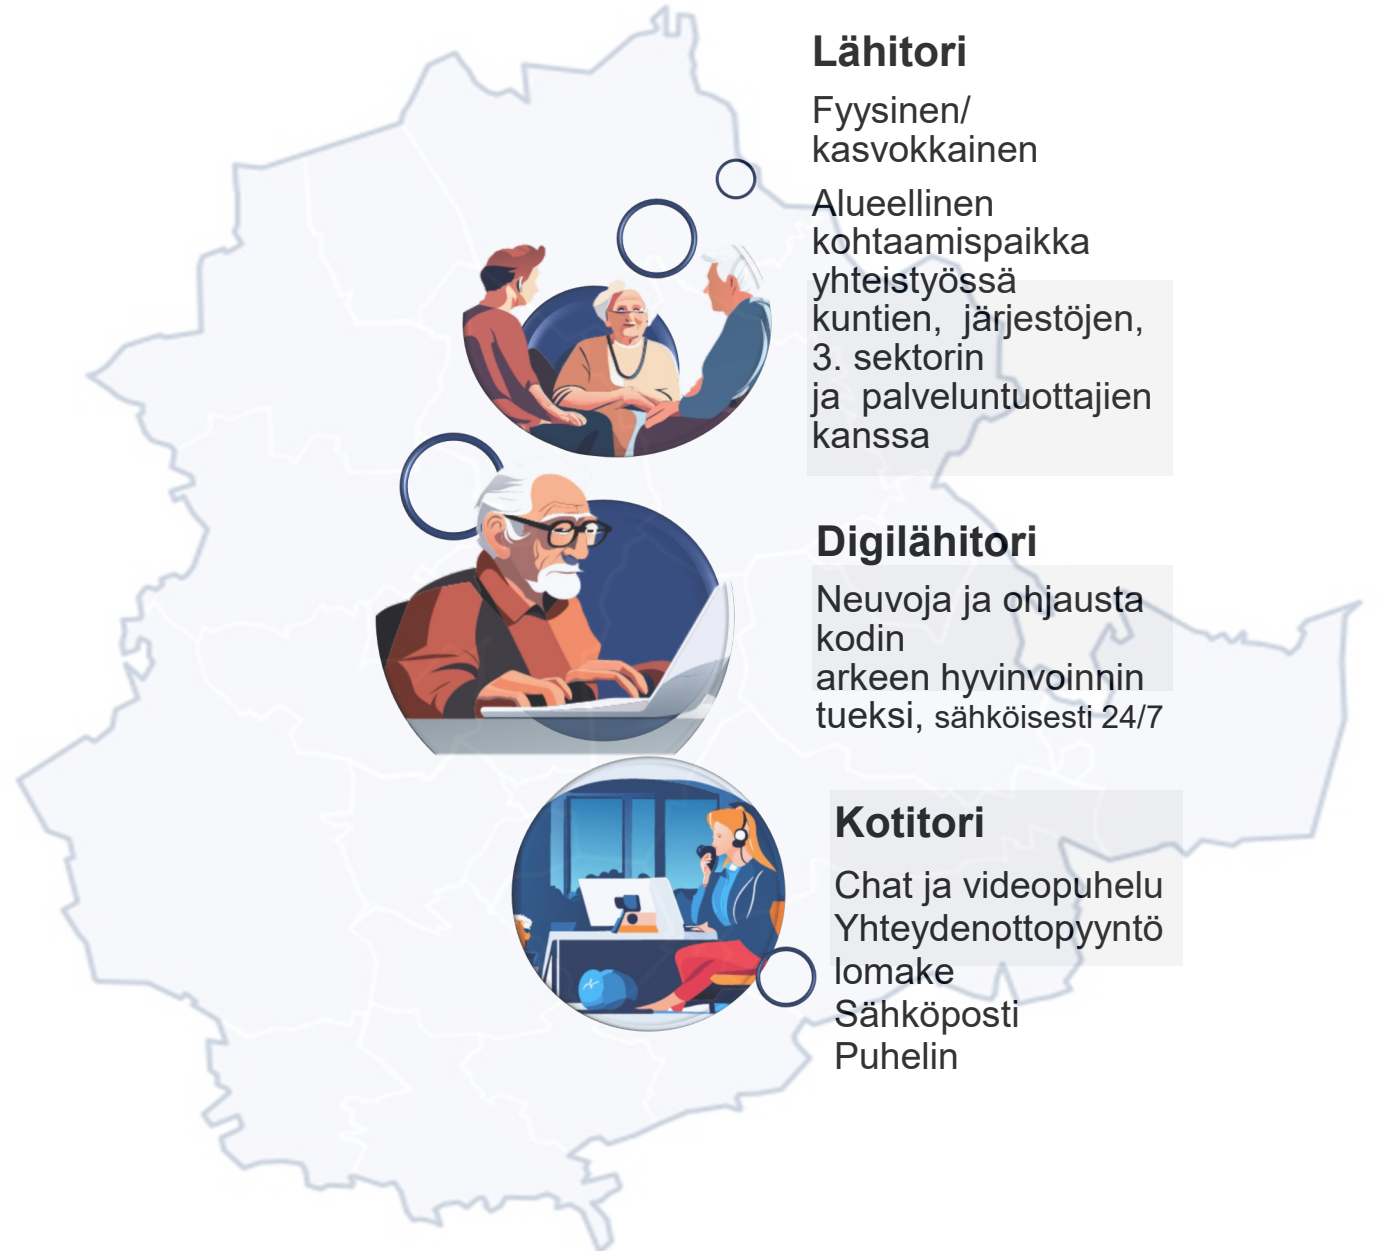 Lähitori
Fyysinen/
kasvokkainen
Alueellinen
kohtaamispaikka
yhteistyössä
kuntien, järjestöjen,
3. sektorin
ja palveluntuottajien
kanssa
Digilähitori
Neuvoja ja ohjausta
kodin
arkeen hyvinvoinnin
tueksi, sähköisesti 24/7
Kotitori
Chat ja videopuhelu
Yhteydenottopyyntö
lomake
Sähköposti
Puhelin